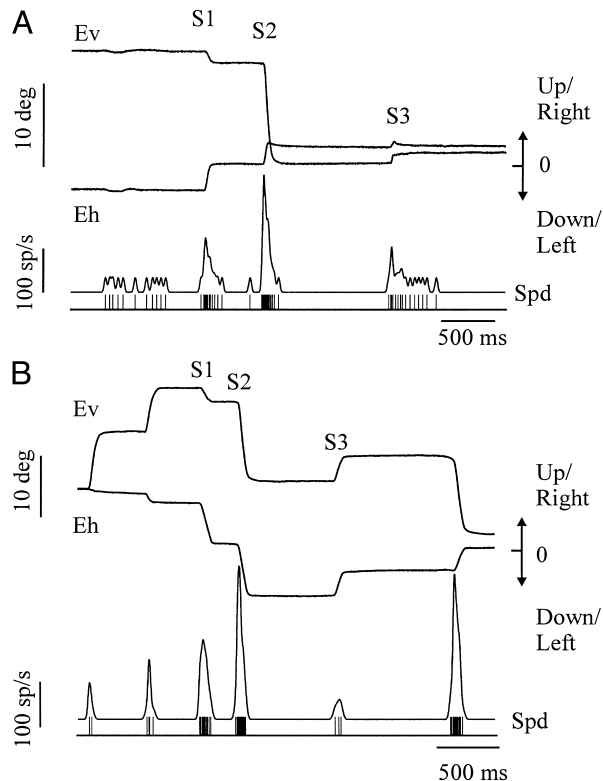 A
S1
S2
Ev
S3
10 deg
Up/
Right
0
Eh
Down/
Left
100 sp/s
Spd
500 ms
B
S1
S2
Ev
S3
10 deg
Up/
Right
Eh
0
Down/
Left
100 sp/s
Spd
500 ms